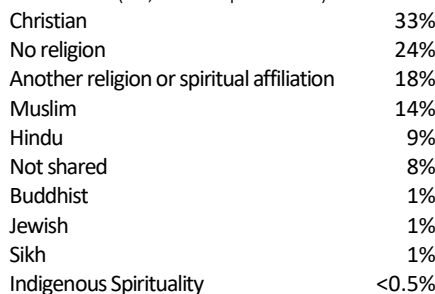 Christian 33%
No religion 24%
Another religion or spiritual affiliation 18%
Muslim 14%
Hindu 9%
Not shared 8%
Buddhist 1%
Jewish 1%
Sikh 1%
Indigenous Spirituality <0.5%